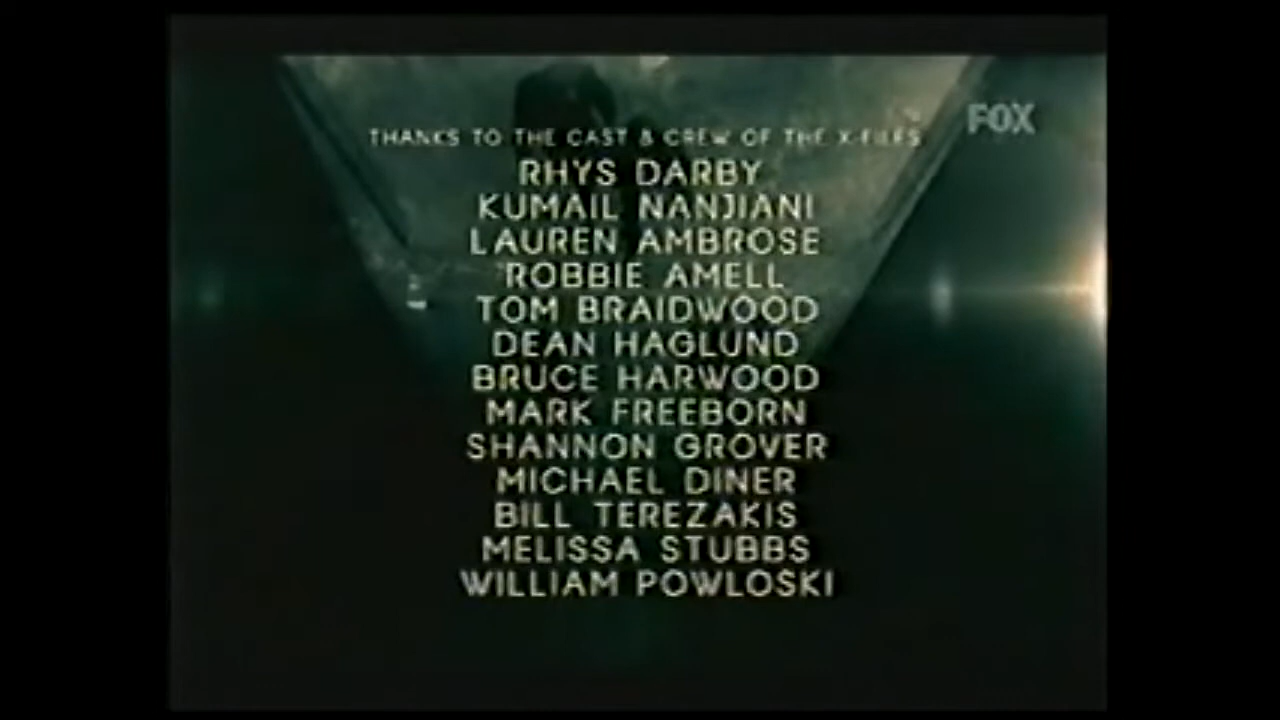 FOX
THANKS TO THE CAST & CREW OF THE X-FILES
RHYS DARBY
KUMAIL NANJIANI
LAUREN AMBROSE
ROBBIE AMELL
TOM BRAIDWOOD
DEAN HAGLUND
BRUCE HARWOOD
MARK FREEBORN
SHANNON GROVER
MICHAEL DINER
BILL TEREZAKIS
MELISSA STUBBS
WILLIAM POWLOSKI